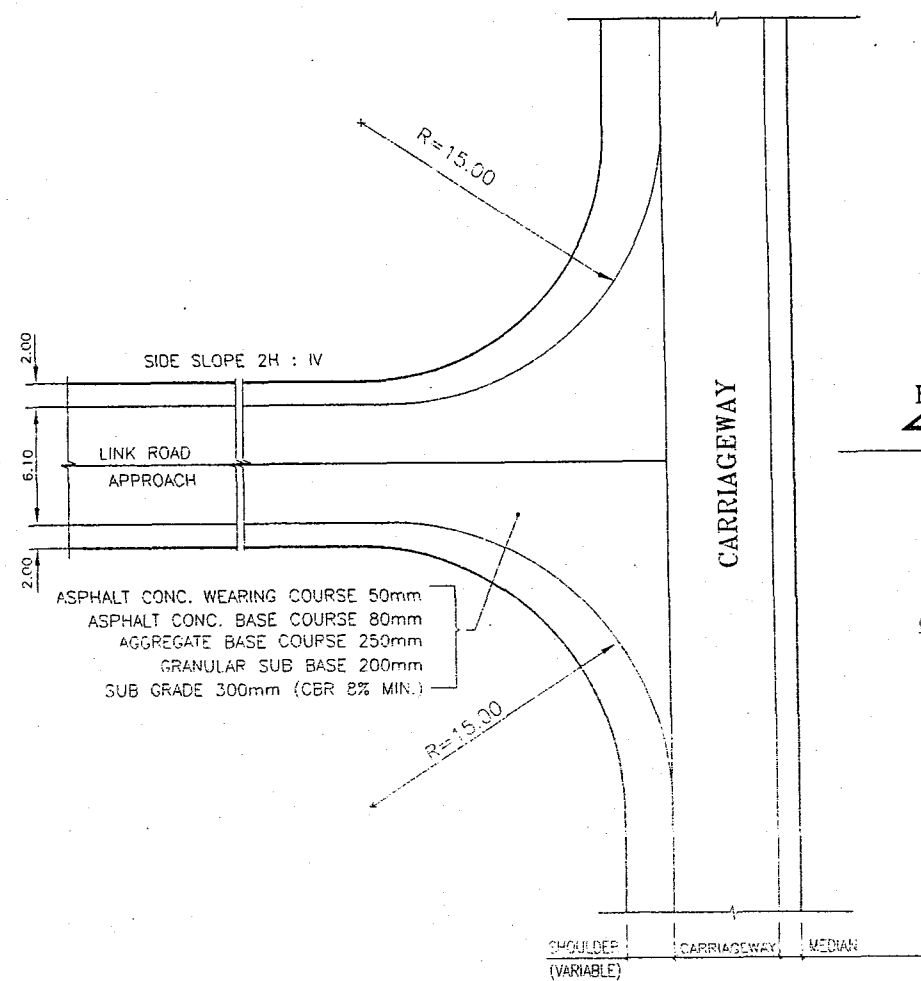 R=15.00
2.00
SIDE SLOPE 2H : IV
6.10
LINK ROAD
APPROACH
CARRIAGEWAY
2.00
ASPHALT CONC. WEARING COURSE 50mm
ASPHALT CONC. BASE COURSE 80mm
AGGREGATE BASE COURSE 250mm
GRANULAR SUB BASE 200mm
SUB GRADE 300mm (CBR 8% MIN.)
R=15.00
SHOULDER
(VARIABLE)
CARRIAGEWAY
MEDIAN